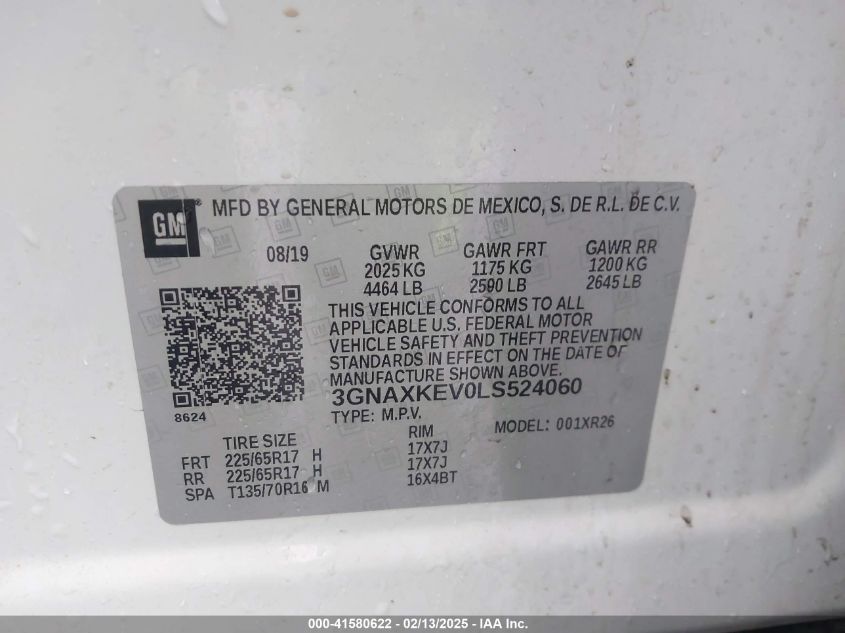 GM
MFD BY GENERAL MOTORS DE MEXICO, S. DE R.L. DE C.V.
08/19 GVWR GAWR FRT GAWR RR
2025 KG 1175 KG 1200 KG
4464 LB 2590 LB 2645 LB
THIS VEHICLE CONFORMS TO ALL
APPLICABLE U.S. FEDERAL MOTOR
VEHICLE SAFETY AND THEFT PREVENTION
STANDARDS IN EFFECT ON THE DATE OF
MANUFACTURE SHOWN ABOVE.
3GNAXKEV0LS524060
8624
TYPE: M.P.V. MODEL: 001XR26
TIRE SIZE RIM
FRT 225/65R17 H 17X7J
RR 225/65R17 H 17X7J
SPA T135/70R16 M 16X4BT
000-41580622 - 02/13/2025 - IAA Inc.